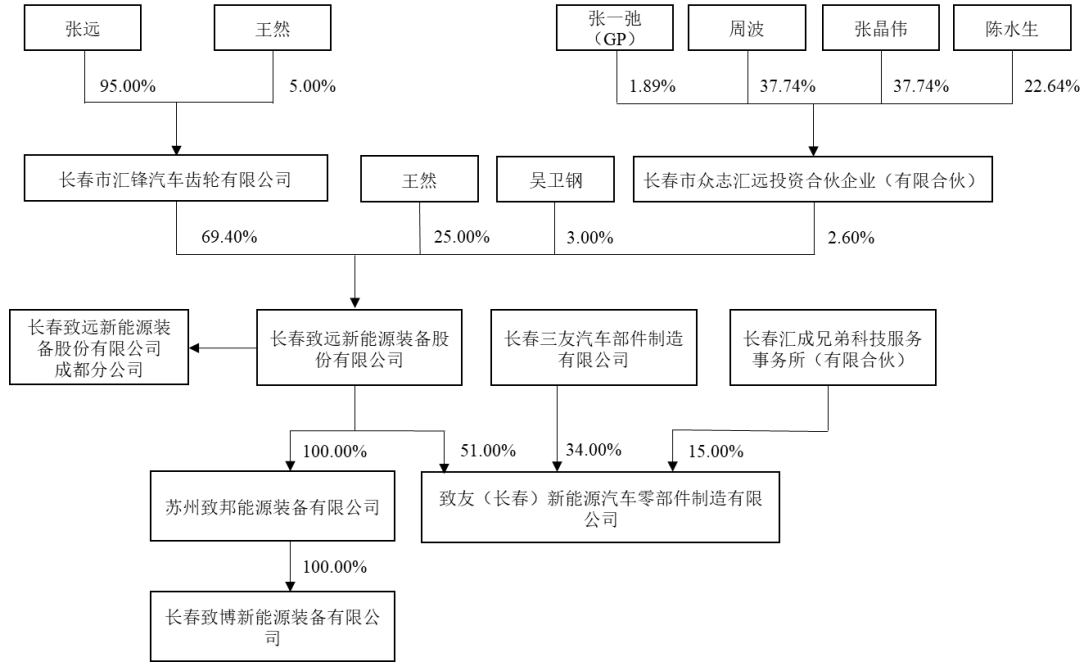 张远
王然
张一弛
（GP）
周波
张晶伟
陈水生
95.00%
5.00%
1.89%
37.74%
37.74%
22.64%
长春市汇锋汽车齿轮有限公司
王然
吴卫钢
长春市众志汇远投资合伙企业（有限合伙）
69.40%
25.00%
3.00%
2.60%
长春致远新能源装
备股份有限公司
成都分公司
长春致远新能源装备股
份有限公司
长春三友汽车部件制造
有限公司
长春汇成兄弟科技服务
事务所（有限合伙）
100.00%
51.00%
34.00%
15.00%
苏州致邦能源装备有限公司
致友（长春）新能源汽车零部件制造有限
公司
100.00%
长春致博新能源装备有限公
司